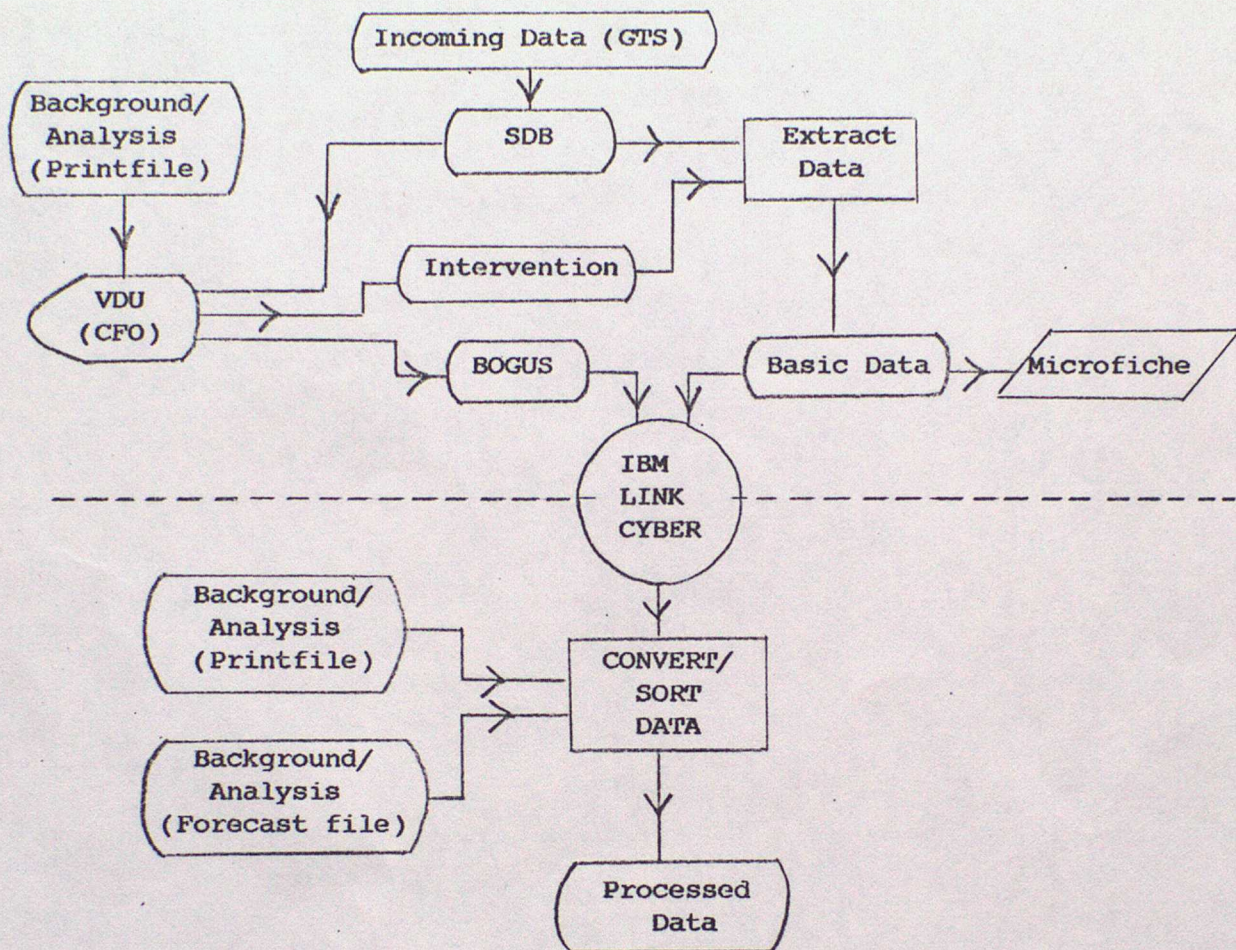 Incoming Data (GTS)
Background/
Analysis
(Printfile)
SDB
Extract
Data
Intervention
VDU
(CFO)
BOGUS
Basic Data
Microfiche
IBM
LINK
CYBER
Background/
Analysis
(Printfile)
CONVERT/
SORT
DATA
Background/
Analysis
(Forecast file)
Processed
Data